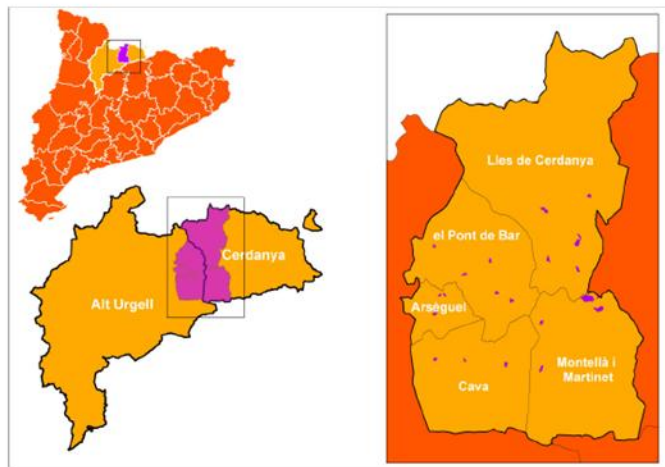 Cerdanya
Alt Urgell
Lles de Cerdanya
el Pont de Bar
Arsèguel
Cava
Montellà i
Martinet